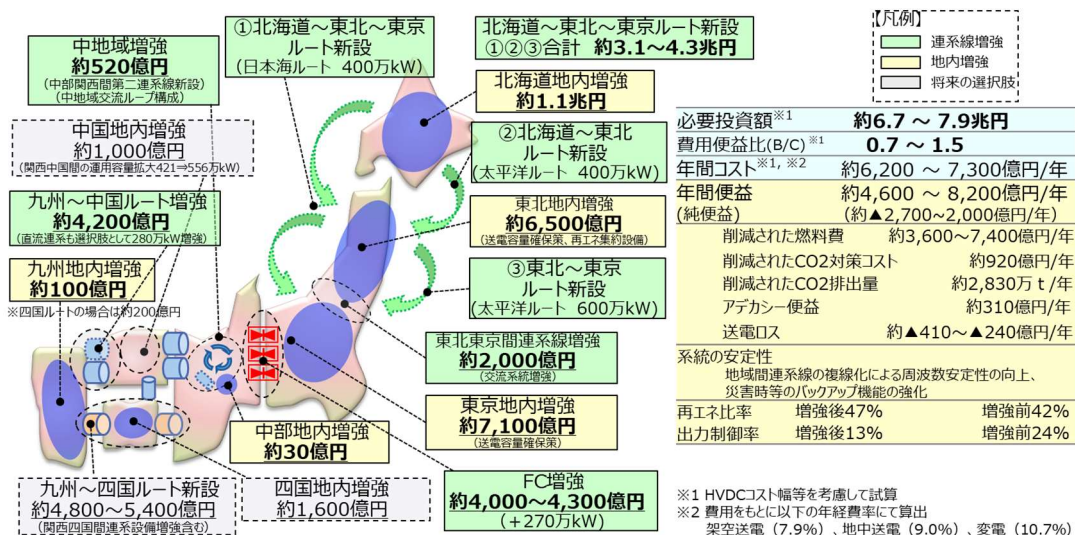 ①北海道～東北～東京
ルート新設
(日本海ルート 400万kW)
北海道～東北～東京ルート新設
①②③合計 約3.1～4.3兆円
【凡例】
連系線増強
地内増強
将来の選択肢
中地域増強
約520億円
(中部関西間第二連系線新設)
(中地域交流ループ構成)
北海道地内増強
約1.1兆円
中国地内増強
約1,000億円
(関西中国間の運用容量拡大421⇒556万kW)
②北海道～東北
ルート新設
(太平洋ルート 400万kW)
九州～中国ルート増強
約4,200億円
(直流連系も選択肢として280万kW増強)
東北地内増強
約6,500億円
(送電容量確保策、再エネ集約設備)
九州地内増強
約100億円
※四国ルートの場合は約200億円
③東北～東京
ルート新設
(太平洋ルート 600万kW)
東北東京間連系線増強
約2,000億円
(交流系統増強)
東京地内増強
約7,100億円
(送電容量確保策)
中部地内増強
約30億円
九州～四国ルート新設
約4,800～5,400億円
(関西四国間連系設備増強含む)
四国地内増強
約1,600億円
FC増強
約4,000～4,300億円
(+270万kW)
必要投資額※1 約6.7 ～ 7.9兆円
費用便益比(B/C) ※1 0.7 ～ 1.5
年間コスト※1, ※2 約6,200 ～ 7,300億円/年
年間便益 約4,600 ～ 8,200億円/年
(純便益) (約▲2,700~2,000億円/年)
削減された燃料費 約3,600～7,400億円/年
削減されたCO2対策コスト 約920億円/年
削減されたCO2排出量 約2,830万ｔ/年
アデカシー便益 約310億円/年
送電ロス 約▲410～▲240億円/年
系統の安定性
地域間連系線の複線化による周波数安定性の向上、
災害時等のバックアップ機能の強化
再エネ比率 増強後47% 増強前42%
出力制御率 増強後13% 増強前24%
※1 HVDCコスト幅等を考慮して試算
※2 費用をもとに以下の年経費率にて算出
架空送電（7.9%）、地中送電（9.0%）、変電（10.7%）